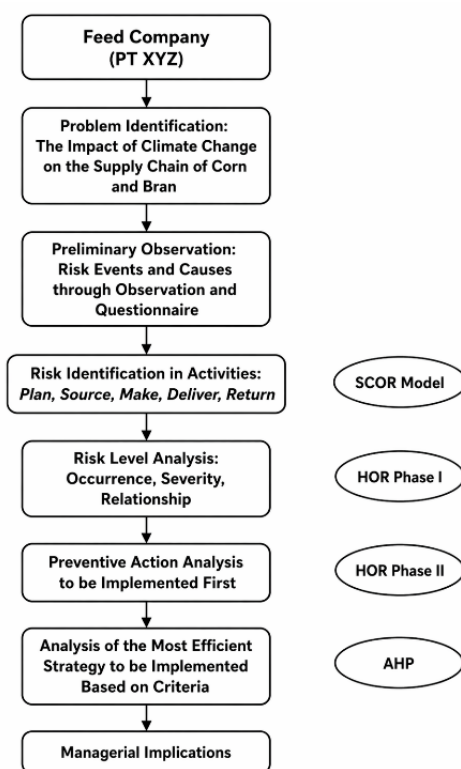 Feed Company
(PT XYZ)
Problem Identification:
The Impact of Climate Change
on the Supply Chain of Corn
and Bran
Preliminary Observation:
Risk Events and Causes
through Observation and
Questionnaire
Risk Identification in Activities:
Plan, Source, Make, Deliver, Return
SCOR Model
Risk Level Analysis:
Occurrence, Severity,
Relationship
HOR Phase I
Preventive Action Analysis
to be Implemented First
HOR Phase II
Analysis of the Most Efficient
Strategy to be Implemented
Based on Criteria
AHP
Managerial Implications